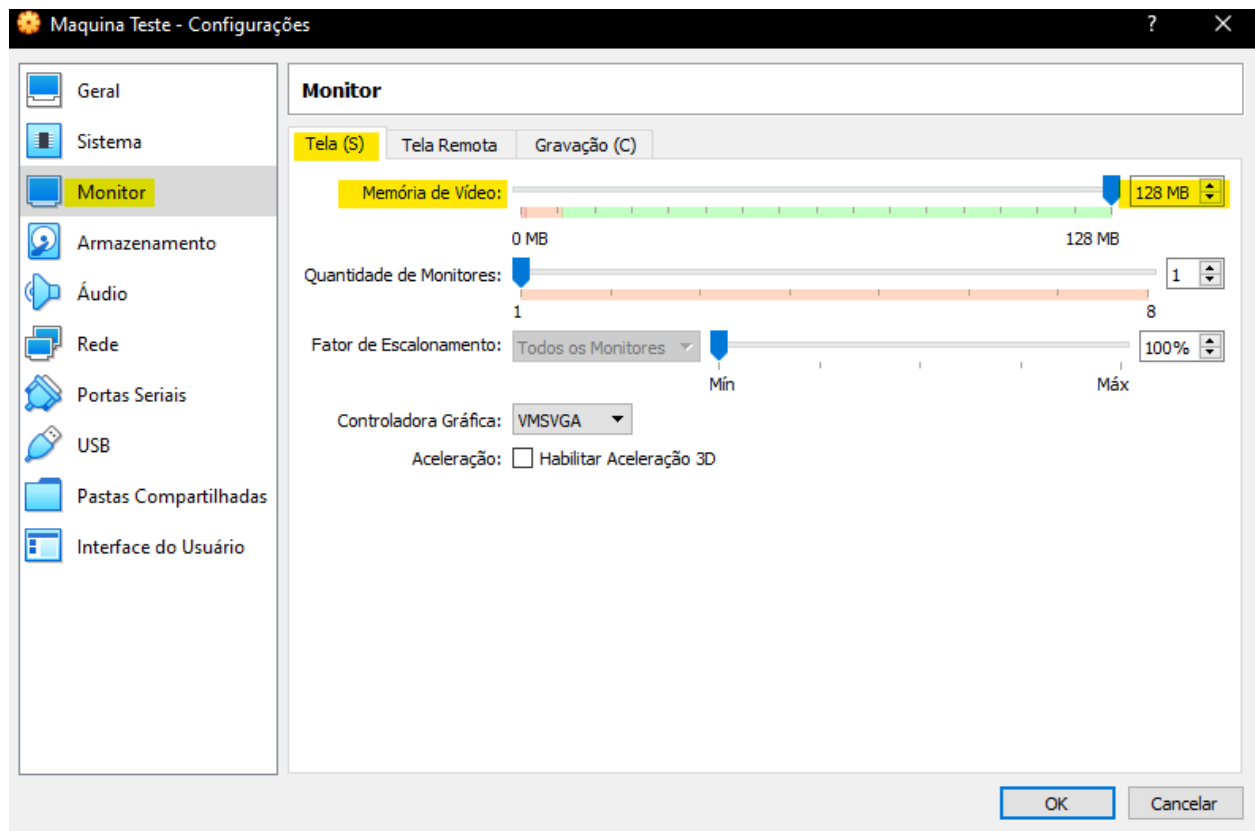 Maquina Teste - Configurações
?
Geral
Sistema
Monitor
Armazenamento
Áudio
Rede
Portas Seriais
USB
Pastas Compartilhadas
Interface do Usuário
Monitor
Tela (S) Tela Remota Gravação (C)
Memória de Vídeo: 128 MB
0 MB 128 MB
Quantidade de Monitores: 1
1 8
Fator de Escalonamento: Todos os Monitores 100%
Mín Máx
Controladora Gráfica: VMSVGA
Aceleração: Habilitar Aceleração 3D
OK Cancelar